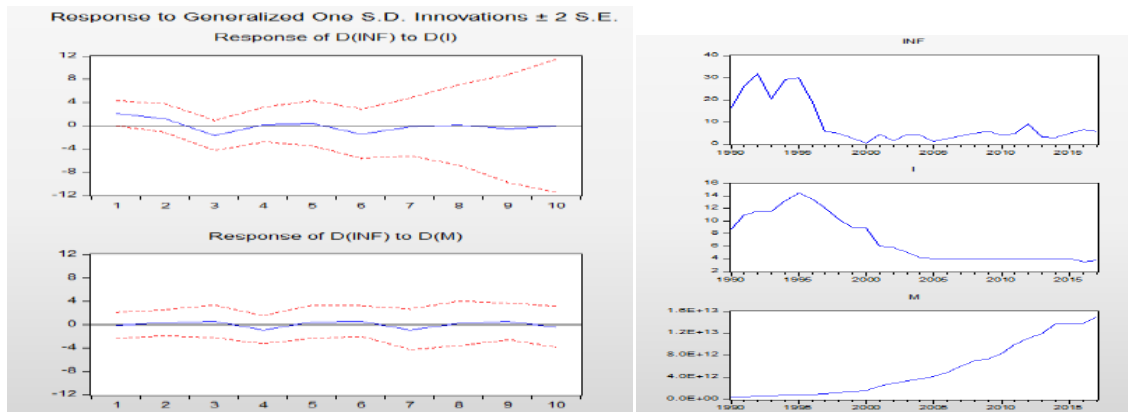 Response to Generalized One S.D. Innovations ± 2 S.E.
Response of D(INF) to D(I)
12
8
4
0
-4
-8
-12
1 2 3 4 5 6 7 8 9 10
Response of D(INF) to D(M)
12
8
4
0
-4
-8
-12
1 2 3 4 5 6 7 8 9 10
INF
40
30
20
10
0
1990 1995 2000 2005 2010 2015
I
16
14
12
10
8
6
4
2
1990 1995 2000 2005 2010 2015
M
1.6E+13
1.2E+13
8.0E+12
4.0E+12
0.0E+00
1990 1995 2000 2005 2010 2015